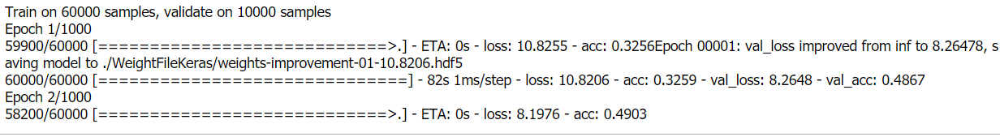 Train on 60000 samples, validate on 10000 samples
Epoch 1/1000
59900/60000 [============================>.] - ETA: 0s - loss: 10.8255 - acc: 0.3256Epoch 00001: val_loss improved from inf to 8.26478, s
aving model to ./WeightFileKeras/weights-improvement-01-10.8206.hdf5
60000/60000 [==============================] - 82s 1ms/step - loss: 10.8206 - acc: 0.3259 - val_loss: 8.2648 - val_acc: 0.4867
Epoch 2/1000
58200/60000 [============================>.] - ETA: 0s - loss: 8.1976 - acc: 0.4903